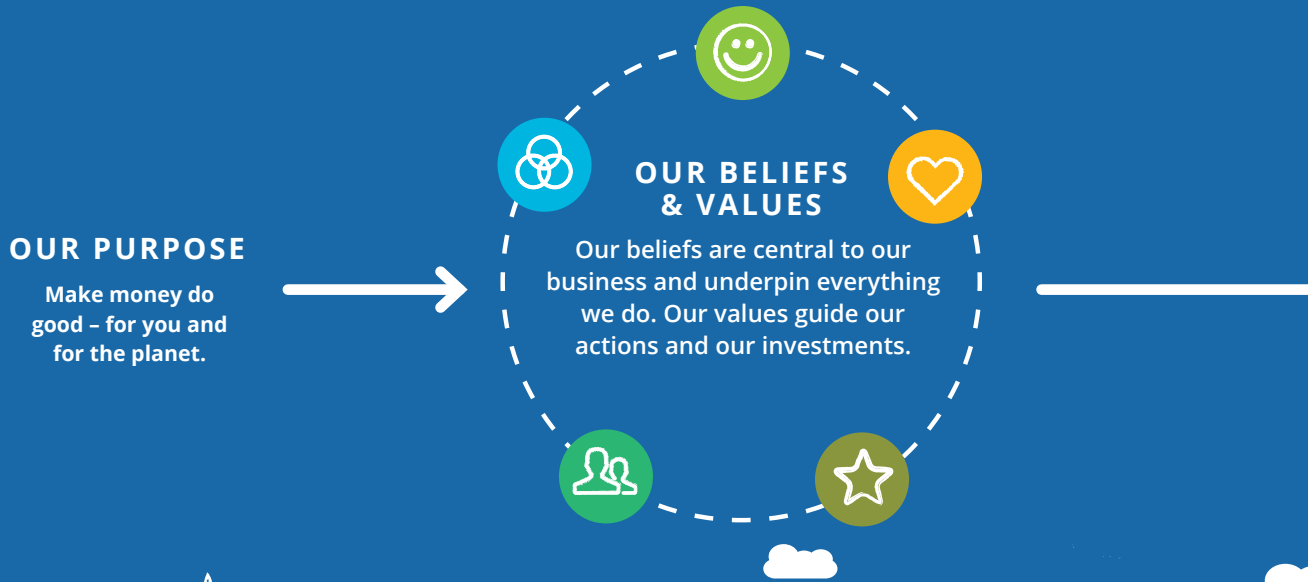 OUR PURPOSE
Make money do
good – for you and
for the planet.
OUR BELIEFS
& VALUES
Our beliefs are central to our
business and underpin everything
we do. Our values guide our
actions and our investments.